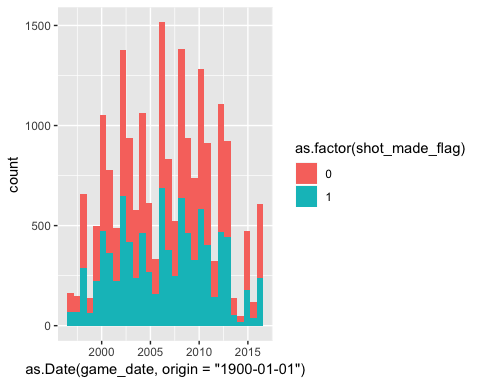 1500
1000
500
0
count
2000 2005 2010 2015
as.Date(game_date, origin = "1900-01-01")
as.factor(shot_made_flag)
0
1